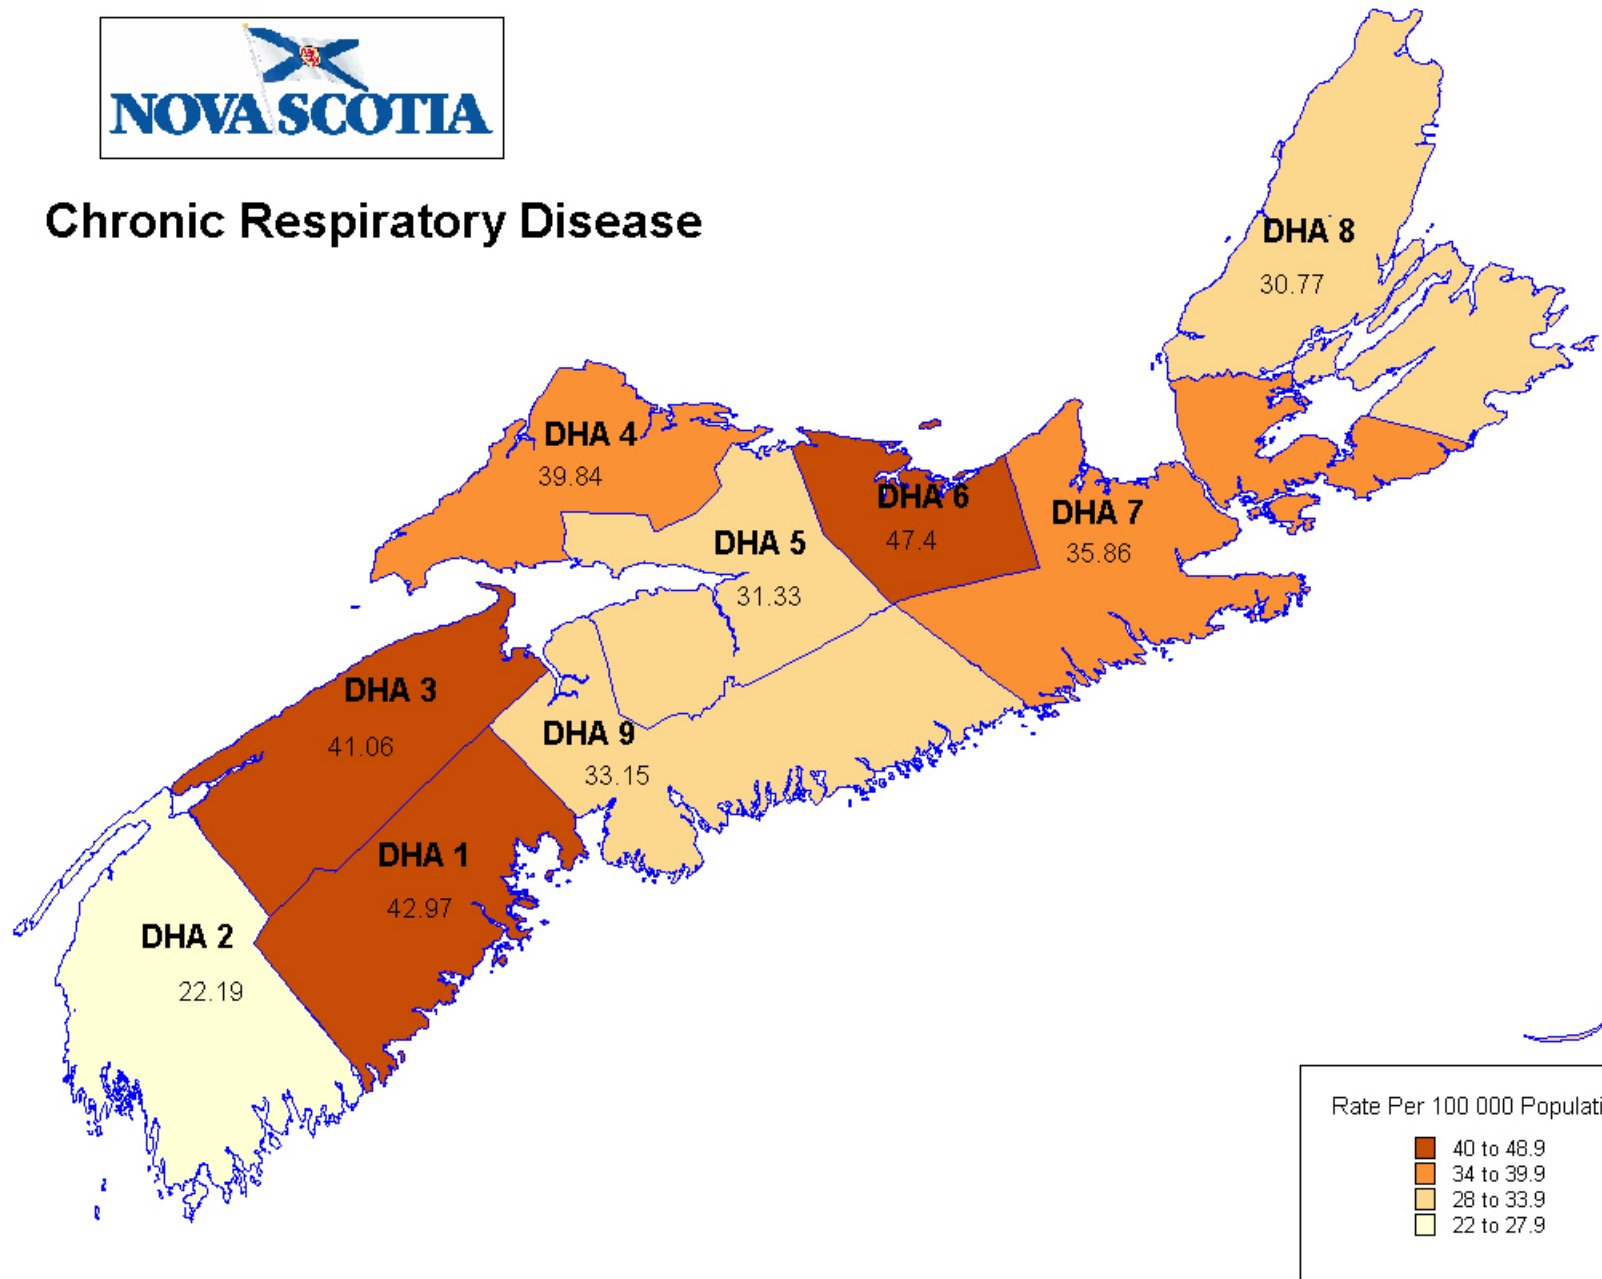 NOVA SCOTIA
Chronic Respiratory Disease
DHA 8
30.77
DHA 4
39.84
DHA 6
47.4
DHA 7
35.86
DHA 5
31.33
DHA 3
41.06
DHA 9
33.15
DHA 1
42.97
DHA 2
22.19
Rate Per 100 000 Populati
40 to 48.9
34 to 39.9
28 to 33.9
22 to 27.9